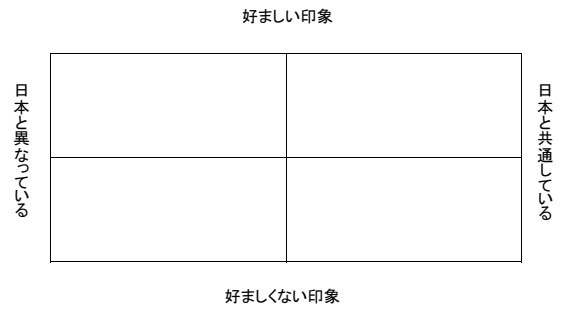 好ましい印象
日本と異なっている
日本と共通している
好ましくない印象